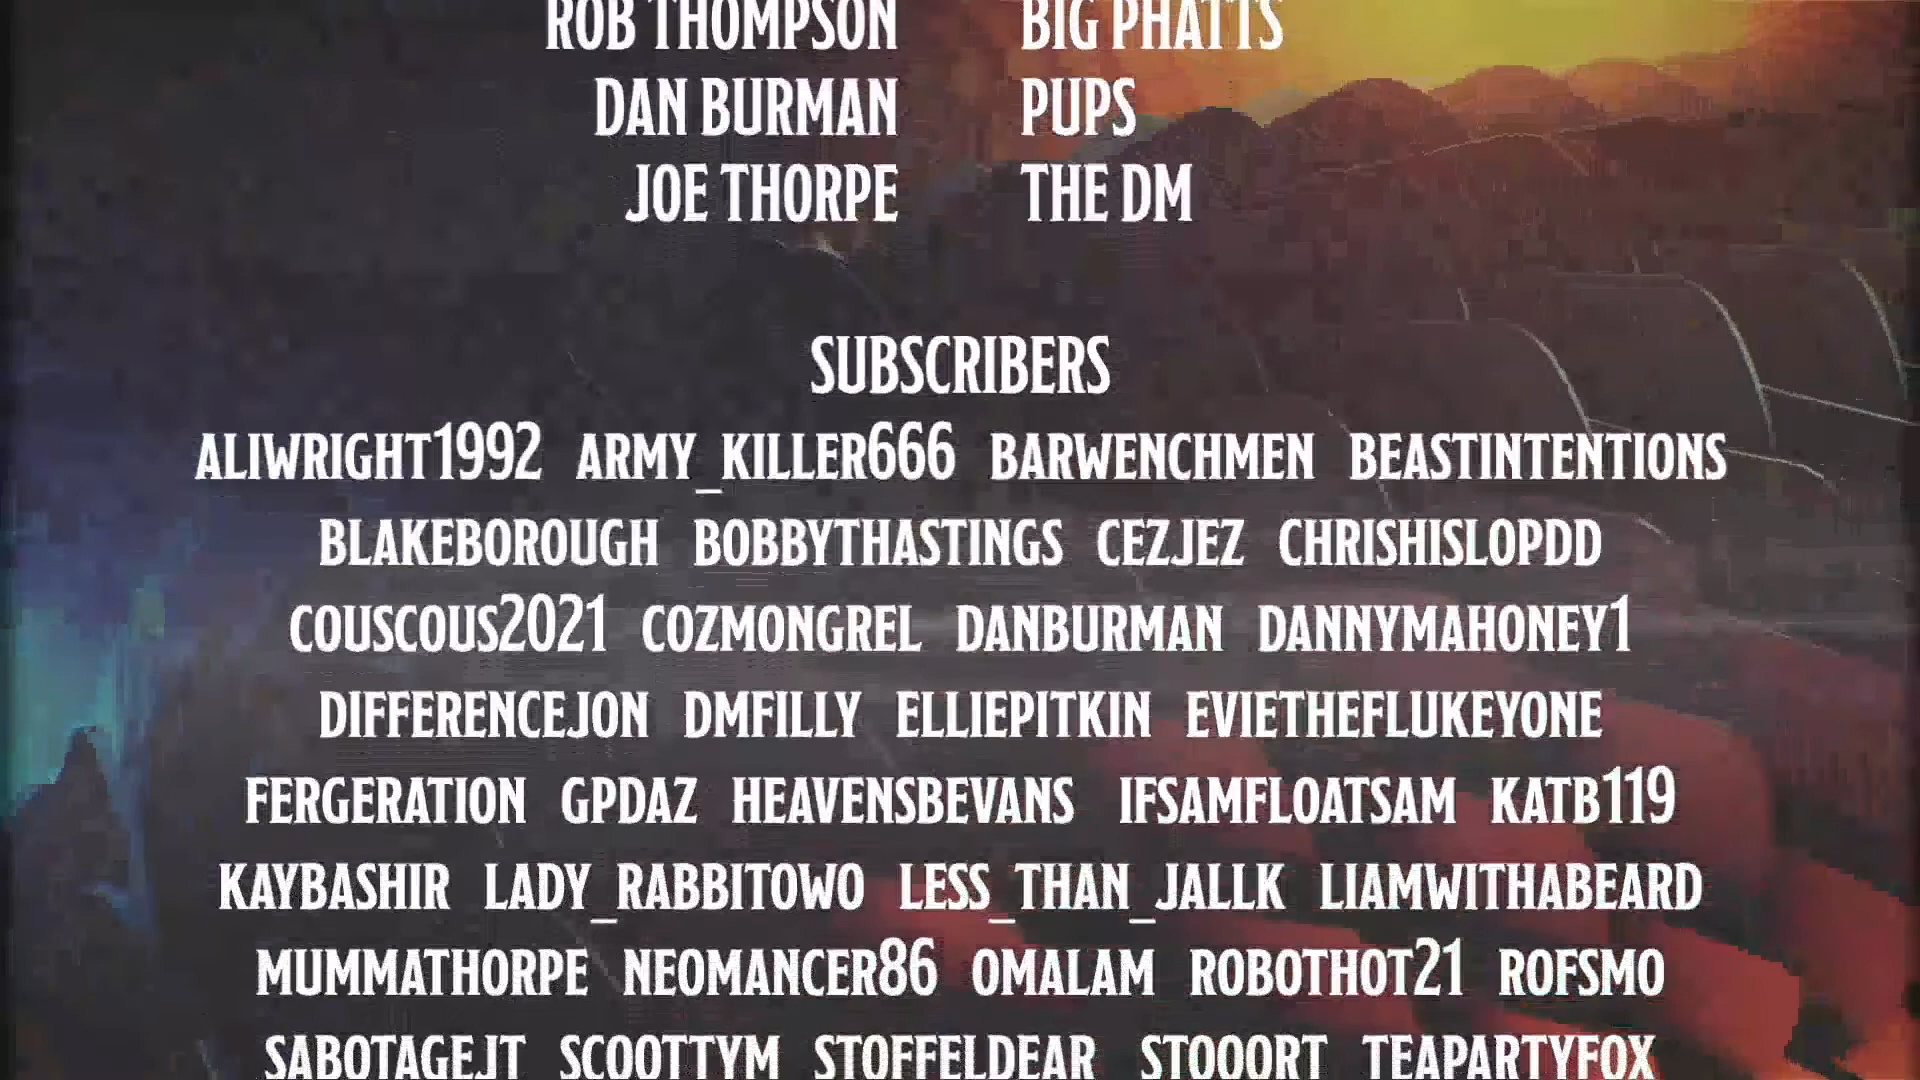 ROB THOMPSON BIG PHATTS
DAN BURMAN PUPS
JOE THORPE THE DM
SUBSCRIBERS
ALIWRIGHT1992 ARMY_KILLER666 BARWENCHMEN BEASTINTENTIONS
BLAKEBOROUGH BOBBYTHASTINGS CEZJEZ CHRISHISLOPDD
COUSCOUS2021 COZMONGREL DANBURMAN DANNYMAHONEY1
DIFFERENCEJON DMFILLY ELLIEPITKIN EVIETHEFLUKEYONE
FERGERATION GPDAZ HEAVENSBEVANS IFSAMFLOATSAM KATB119
KAYBASHIR LADY_RABBITOWO LESS_THAN_JALLK LIAMWITHABEARD
MUMMATHORPE NEOMANCER86 OMALAM ROBOTHOT21 ROFSMO
SABOTAGEJT SCOOTTYM STOFFELDEAR STOOORT TEAPARTYFOX